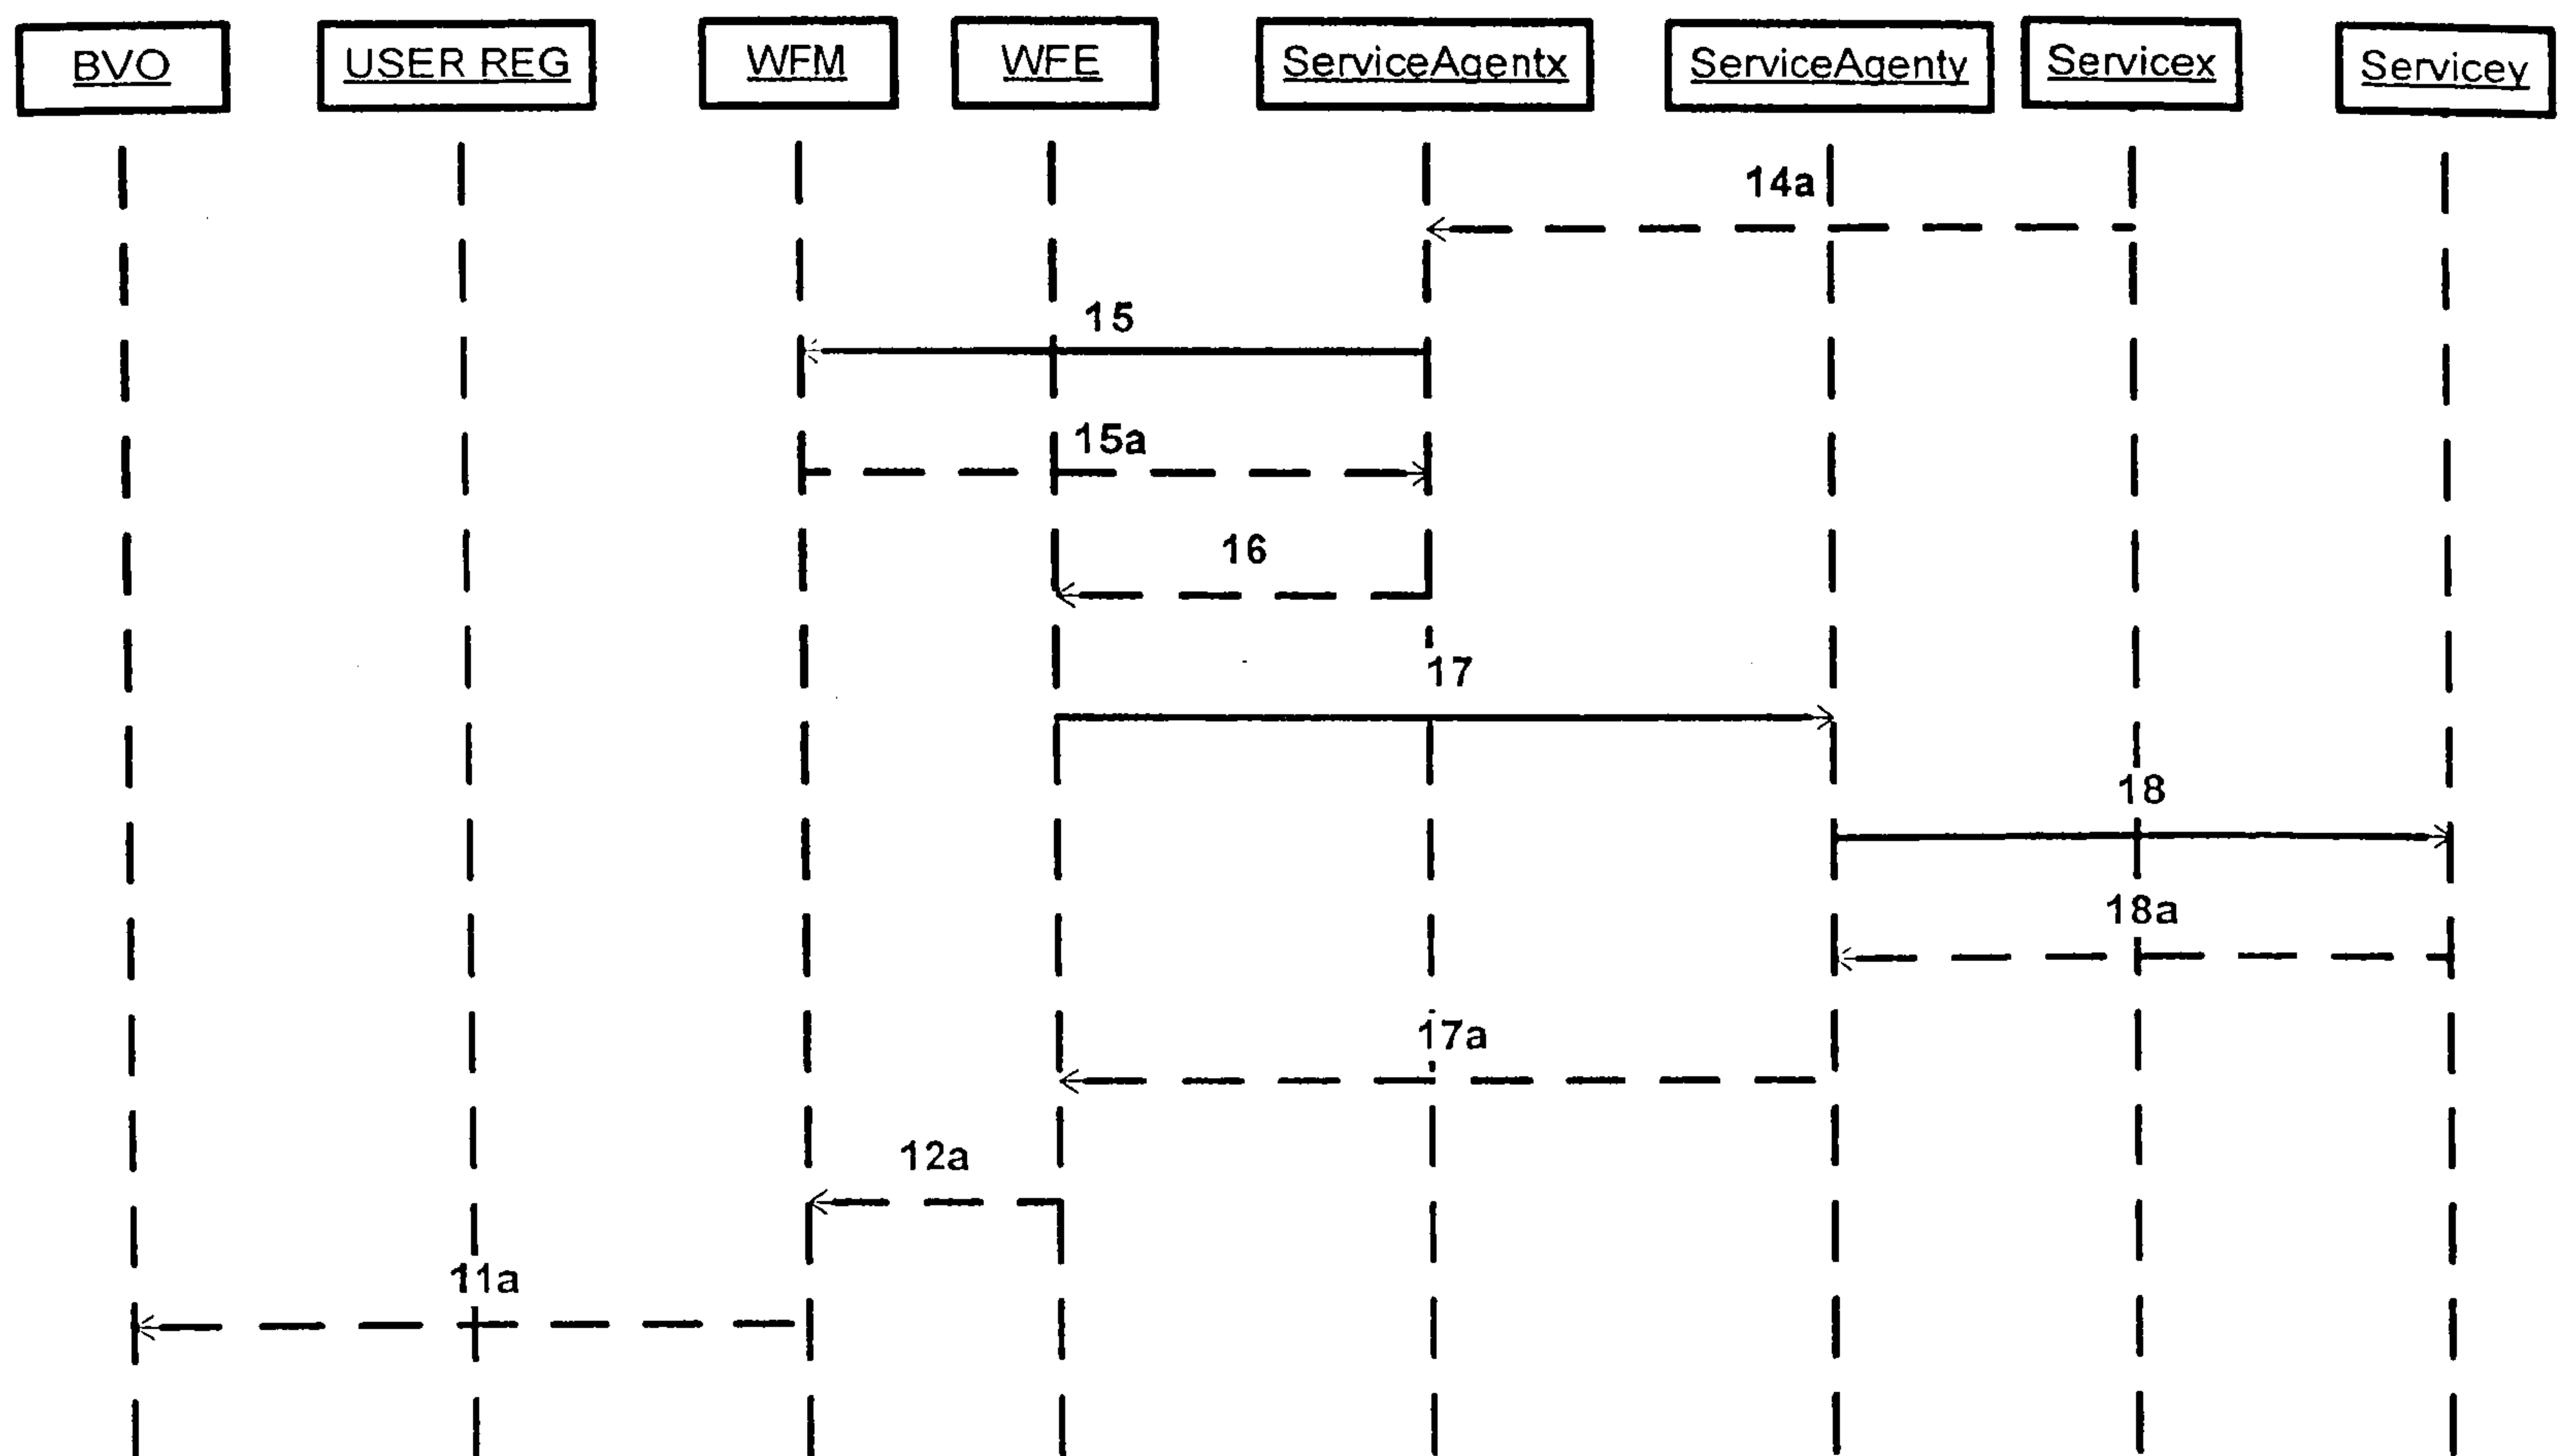 BVO
USER REG
WFM
WFE
ServiceAgentx
ServiceAgenty
Servicex
Servicey
14a
15
15a
16
17
18
18a
17a
12a
11a